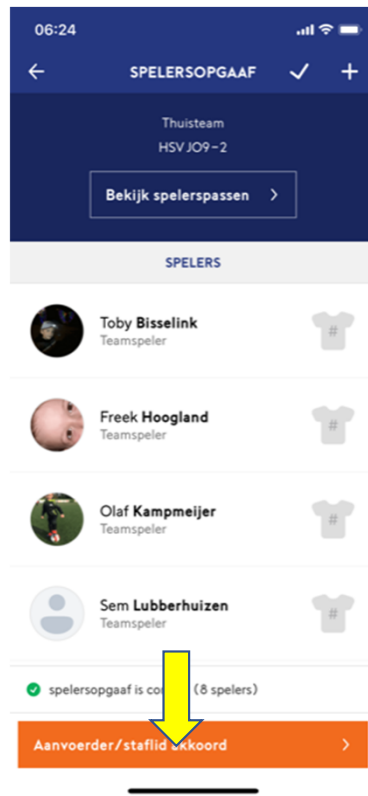 06:24
SPELERSOPGAAF
Thuisteam
HSV JO9-2
Bekijk spelerspassen
SPELERS
Toby Bisselink
Teamspeler
#
Freek Hoogland
Teamspeler
#
Olaf Kampmeijer
Teamspeler
#
Sem Lubberhuizen
Teamspeler
#
spelersopgaaf is (8 spelers)
Aanvoerder/staflid akkoord